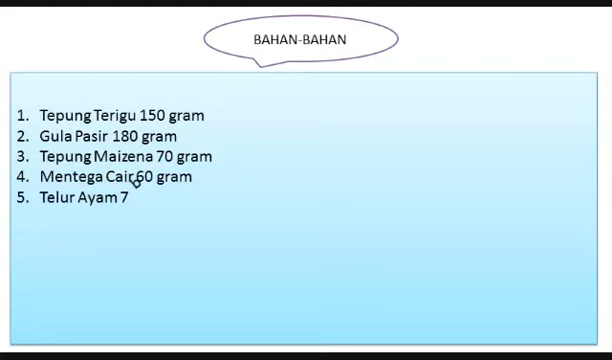 BAHAN-BAHAN
1. Tepung Terigu 150 gram
2. Gula Pasir 180 gram
3. Tepung Maizena 70 gram
4. Mentega Cair 60 gram
5. Telur Ayam 7